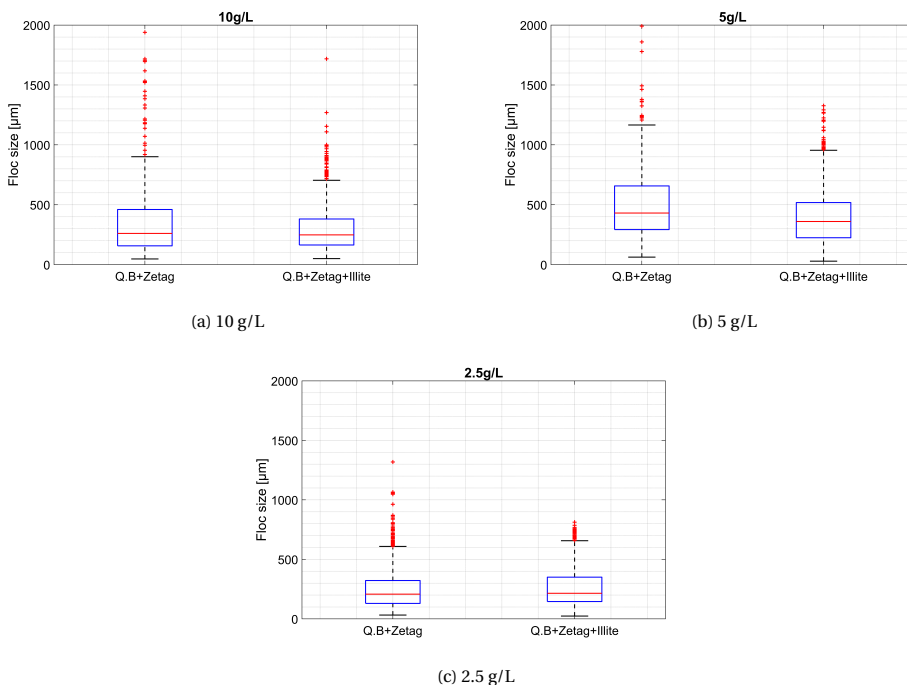 10g/L
2000
1500
1000
500
0
Floc size [µm]
Q.B+Zetag
Q.B+Zetag+Illite
(a) 10 g/L
5g/L
2000
1500
1000
500
0
Floc size [µm]
Q.B+Zetag
Q.B+Zetag+Illite
(b) 5 g/L
2.5g/L
2000
1500
1000
500
0
Floc size [µm]
Q.B+Zetag
Q.B+Zetag+Illite
(c) 2.5 g/L